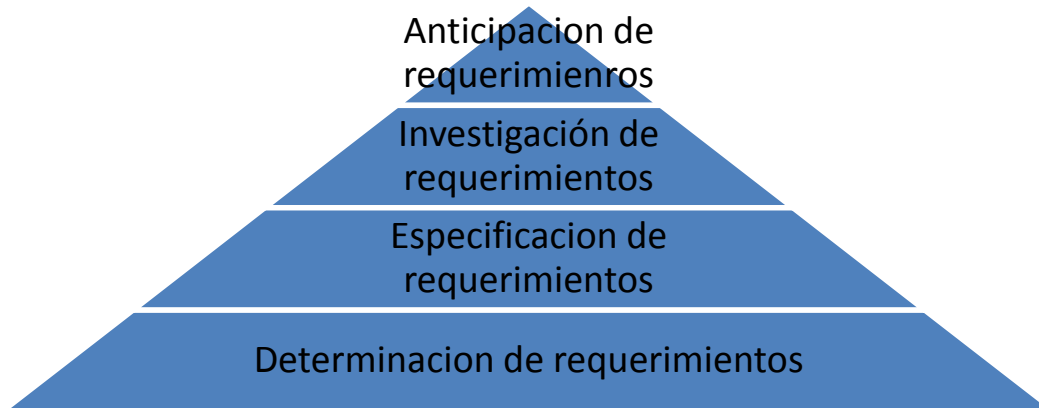 Anticipacion de
requerimienros
Investigación de
requerimientos
Especificacion de
requerimientos
Determinacion de requerimientos